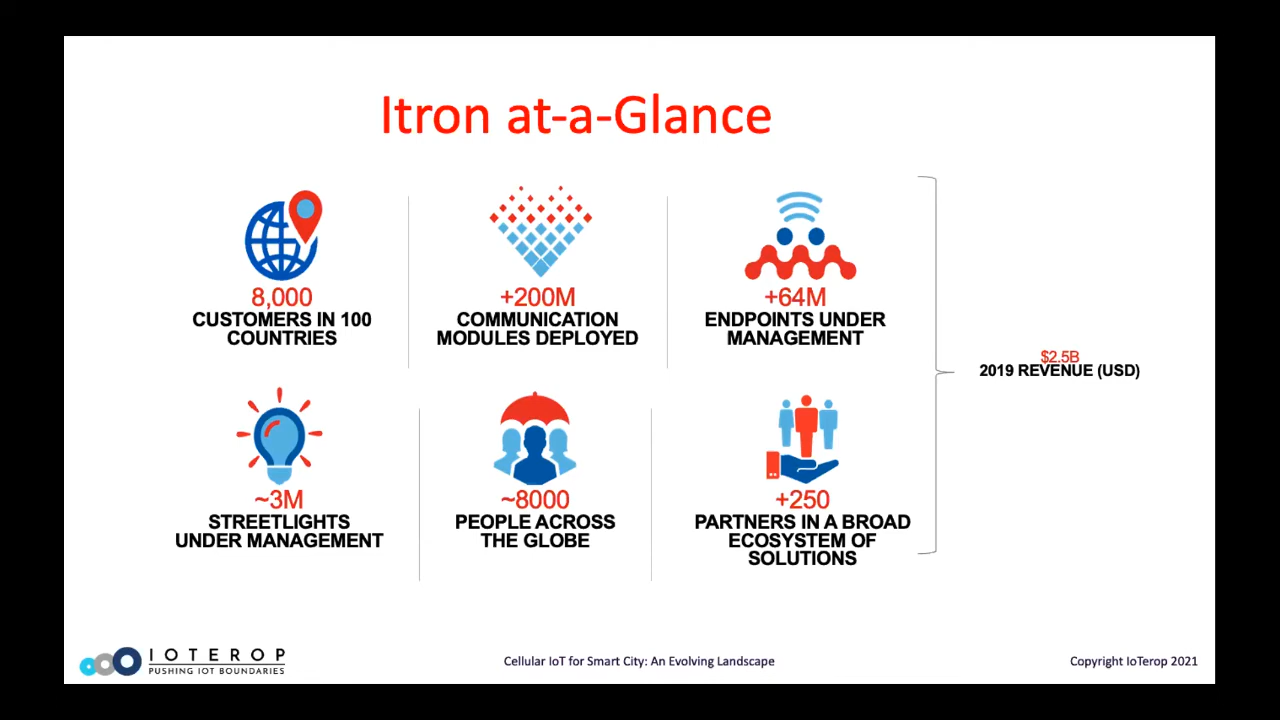 Itron at-a-Glance
8,000
CUSTOMERS IN 100
COUNTRIES
+200M
COMMUNICATION
MODULES DEPLOYED
+64M
ENDPOINTS UNDER
MANAGEMENT
~3M
STREETLIGHTS
UNDER MANAGEMENT
~8000
PEOPLE ACROSS
THE GLOBE
+250
PARTNERS IN A BROAD
ECOSYSTEM OF
SOLUTIONS
$2.5B
2019 REVENUE (USD)
IOTEROP
PUSHING IOT BOUNDARIES
Cellular IoT for Smart City: An Evolving Landscape
Copyright IoTerop 2021